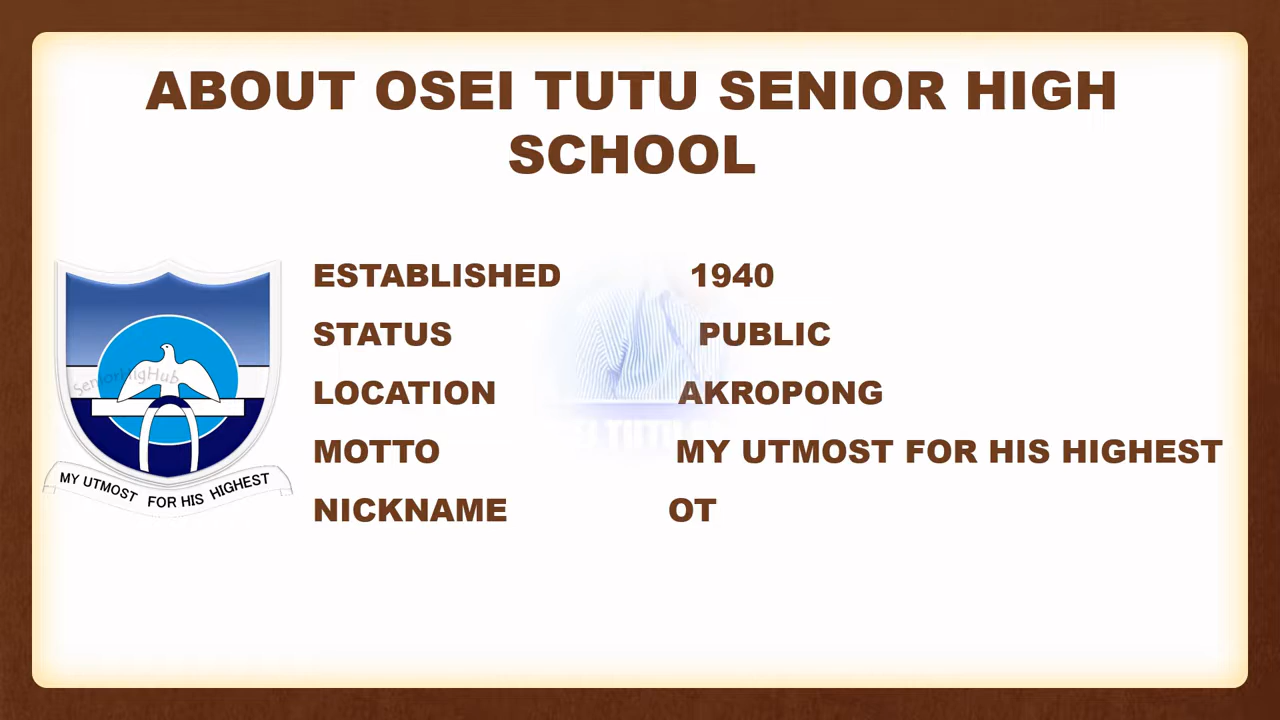 ABOUT OSEI TUTU SENIOR HIGH
SCHOOL
ESTABLISHED 1940
STATUS PUBLIC
LOCATION AKROPONG
MOTTO MY UTMOST FOR HIS HIGHEST
NICKNAME OT
SeniorHighHub
MY UTMOST FOR HIS HIGHEST